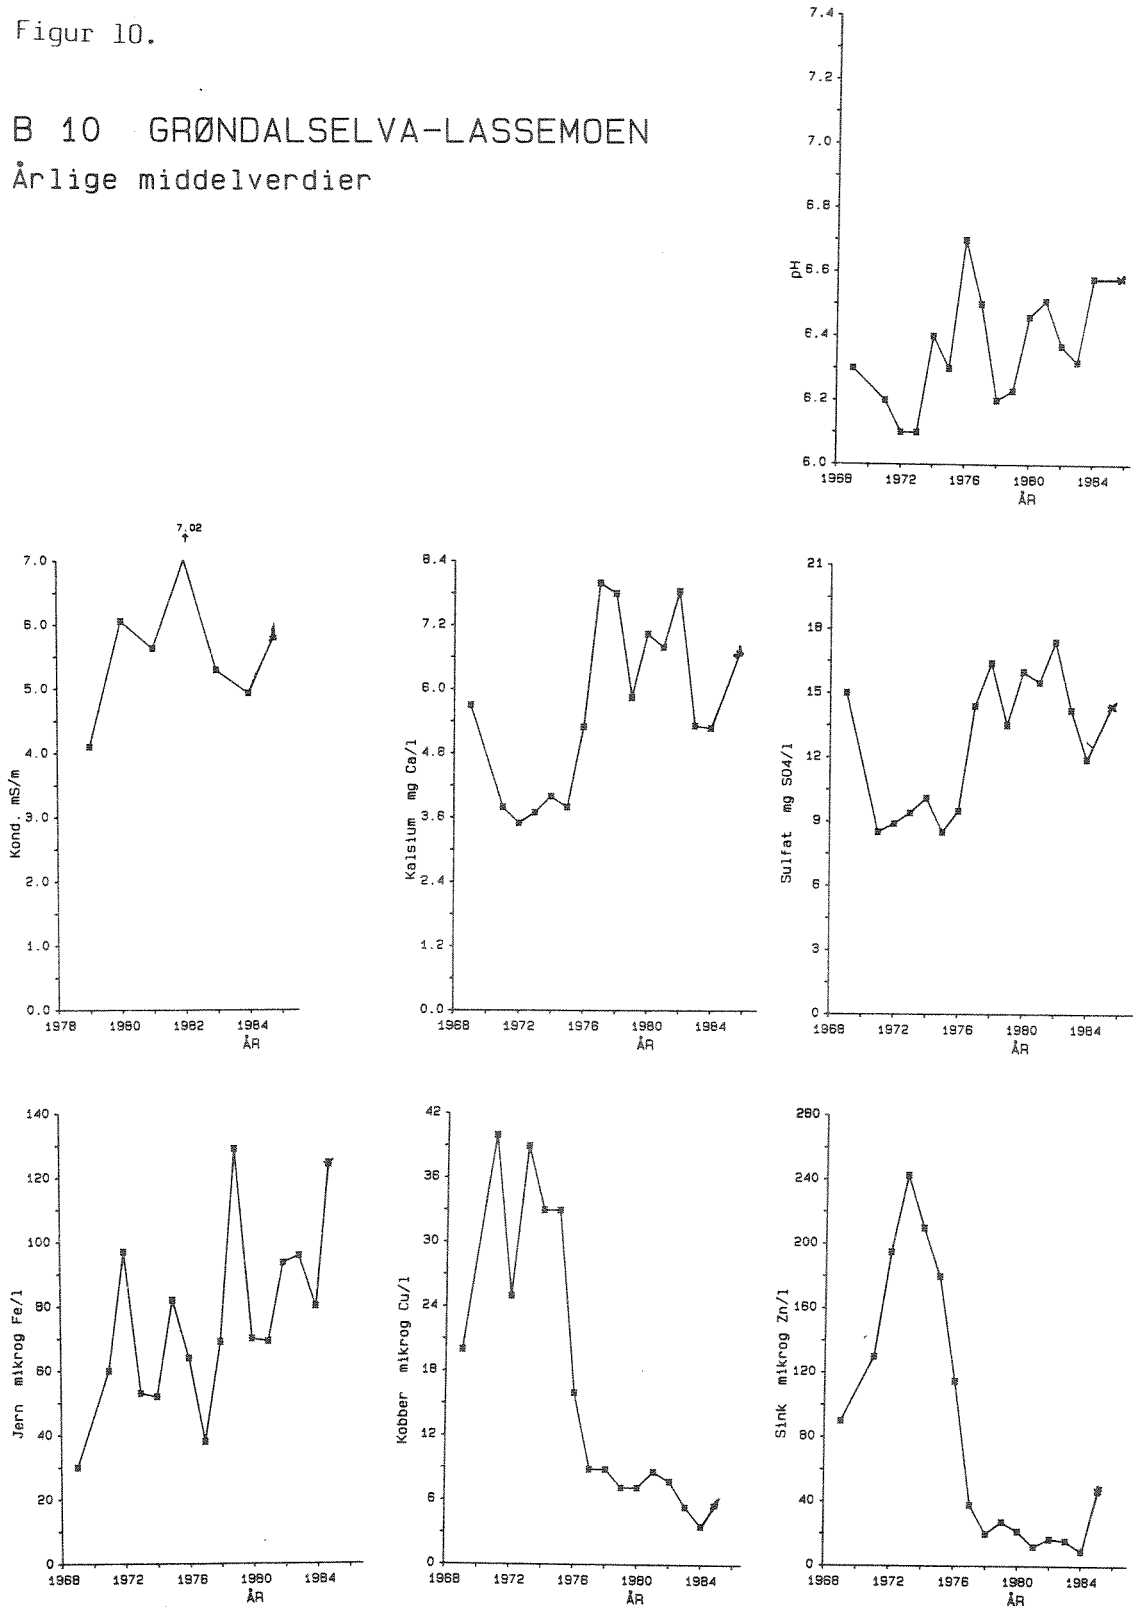 Figur 10.
B 10 GRØNDALSELVA-LASSEMOEN
Årlige middelverdier
7.4
7.2
7.0
6.8
6.6
6.4
6.2
6.0
pH
1968 1972 1976 1980 1984
ÅR
7.02
7.0
6.0
5.0
4.0
3.0
2.0
1.0
0.0
Kond. mS/m
1978 1980 1982 1984
ÅR
8.4
7.2
6.0
4.8
3.6
2.4
1.2
0.0
Kalsium mg Ca/l
1968 1972 1976 1980 1984
ÅR
21
18
15
12
9
6
3
0
Sulfat mg SO4/l
1968 1972 1976 1980 1984
ÅR
140
120
100
80
60
40
20
0
Jern mikrog Fe/l
1968 1972 1976 1980 1984
ÅR
42
36
30
24
18
12
6
0
Kobber mikrog Cu/l
1968 1972 1976 1980 1984
ÅR
280
240
200
160
120
80
40
0
Sink mikrog Zn/l
1968 1972 1976 1980 1984
ÅR